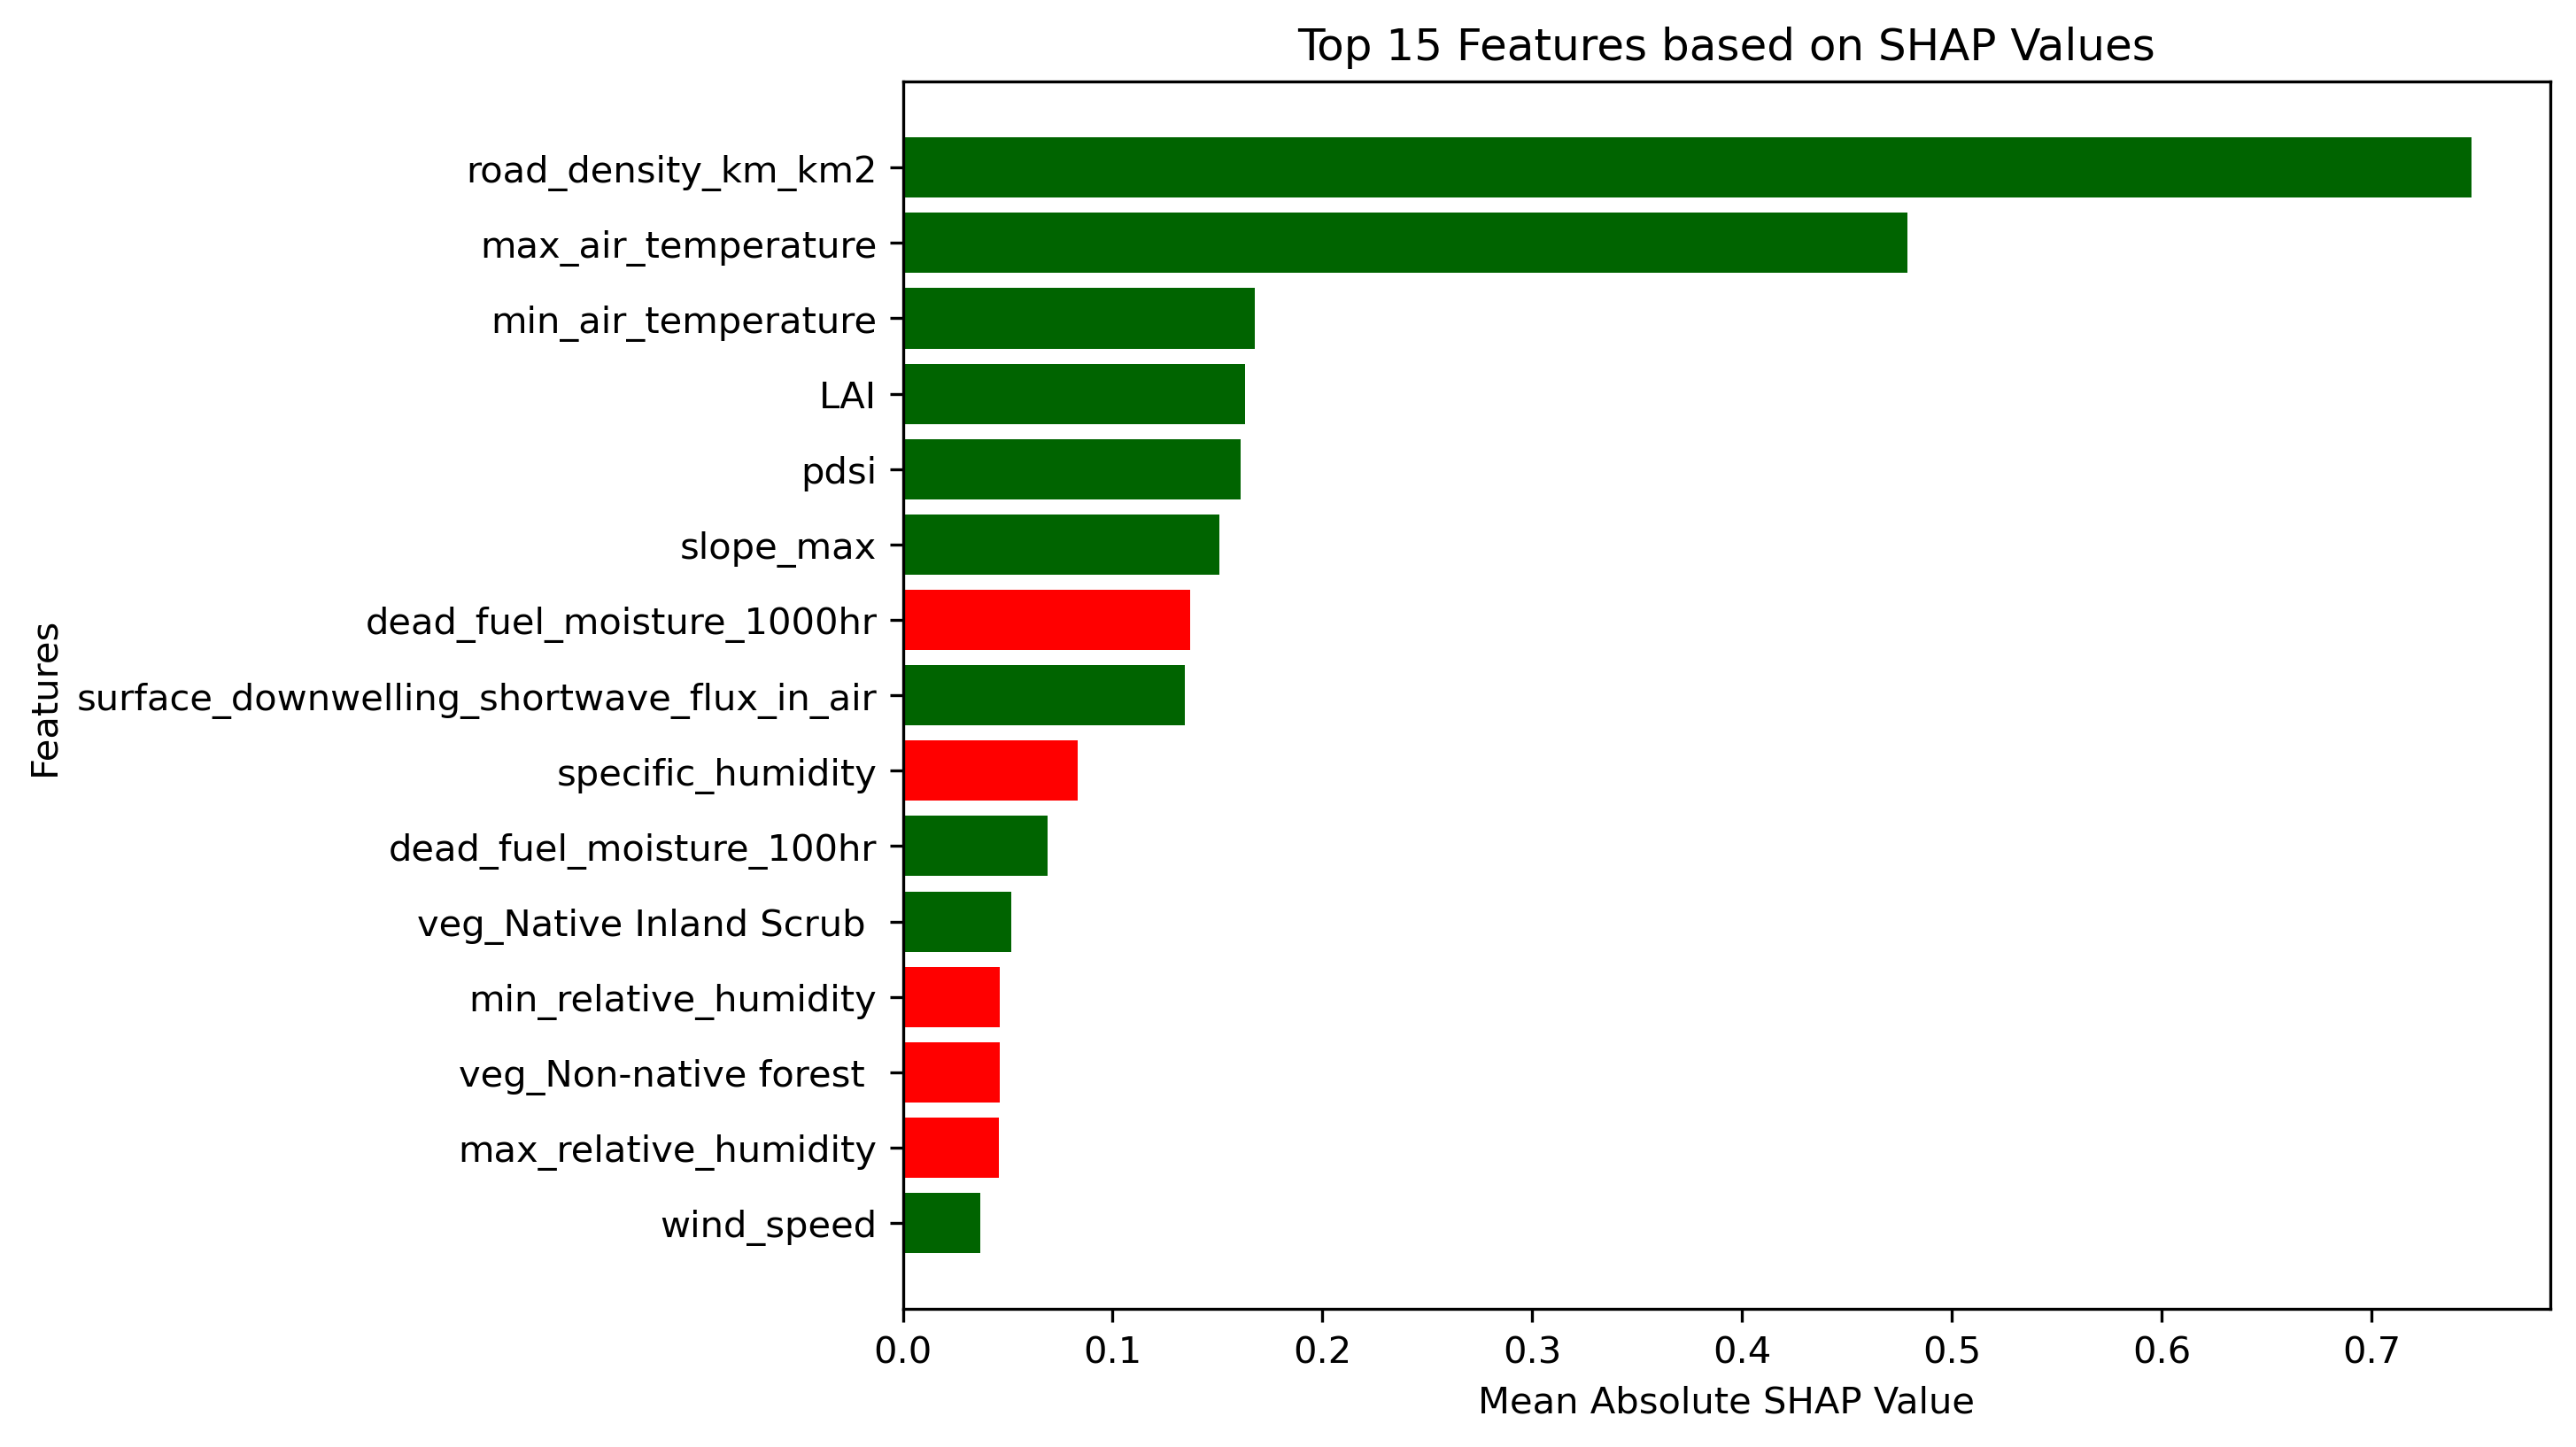 Top 15 Features based on SHAP Values
Features
road_density_km_km2
max_air_temperature
min_air_temperature
LAI
pdsi
slope_max
dead_fuel_moisture_1000hr
surface_downwelling_shortwave_flux_in_air
specific_humidity
dead_fuel_moisture_100hr
veg_Native Inland Scrub
min_relative_humidity
veg_Non-native forest
max_relative_humidity
wind_speed
0.0 0.1 0.2 0.3 0.4 0.5 0.6 0.7
Mean Absolute SHAP Value